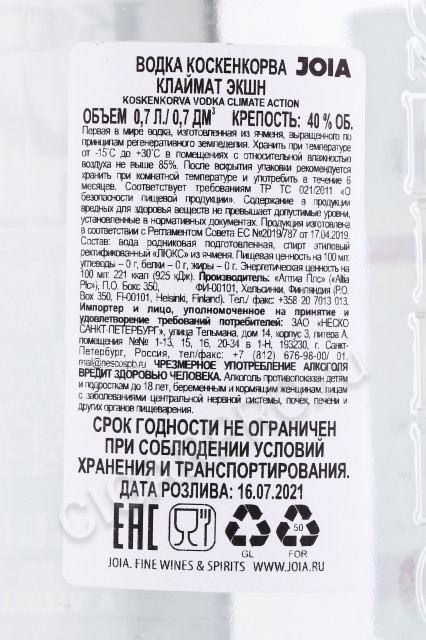 ВОДКА КОСКЕНКОРВА JOIA
КЛАЙМАТ ЭКШН
KOSKENKORVA VODKA CLIMATE ACTION
ОБЪЕМ 0,7 Л./ 0,7 ДМ³ КРЕПОСТЬ: 40 % ОБ.
Первая в мире водка, изготовленная из ячменя, выращенного по
принципам регенеративного земледелия. Хранить при температуре
от -15˚С до +30˚С в помещениях с относительной влажностью
воздуха не выше 85%. После вскрытия упаковки рекомендуется
хранить при комнатной температуре и употребить в течение 6
месяцев. Соответствует требованиям ТР ТС 021/2011 «О
безопасности пищевой продукции». Содержание в продукции
вредных для здоровья веществ не превышает допустимые уровни,
установленные в нормативных документах. Продукция изготовлена
в соответствии с Регламентом Совета ЕС №2019/787 от 17.04.2019.
Состав: вода родниковая подготовленная, спирт этиловый
ректификованный «ЛЮКС» из ячменя. Пищевая ценность на 100 мл:
углеводы – 0 г, белки – 0 г, жиры – 0 г. Энергетическая ценность на
100 мл: 221 ккал (925 Дж). Производитель: «Алтиа Плс» («Altia
Plc»), П.О. Бокс 350, ФИ-00101, Хельсинки, Финляндия (P.O.
Box 350, FI-00101, Helsinki, Finland). Тел./ факс: +358 20 7013 013.
Импортер и лицо, уполномоченное на принятие и
удовлетворение требований потребителей: ЗАО «НЕСКО
САНКТ-ПЕТЕРБУРГ», улица Тельмана, дом 14, корпус 3, литера А,
помещения №№ 1-13, 15, 16, 20-34 в 1-Н, 193230, г. Санкт-
Петербург, Россия, тел/факс: +7 (812) 676-98-00/ 01.
mail@nescospb.ru ЧРЕЗМЕРНОЕ УПОТРЕБЛЕНИЕ АЛКОГОЛЯ
ВРЕДИТ ЗДОРОВЬЮ ЧЕЛОВЕКА. Алкоголь противопоказан детям
и подросткам до 18 лет, беременным и кормящим женщинам, лицам
с заболеваниями центральной нервной системы, почек, печени и
других органов пищеварения.
СРОК ГОДНОСТИ НЕ ОГРАНИЧЕН
ПРИ СОБЛЮДЕНИИ УСЛОВИЙ
ХРАНЕНИЯ И ТРАНСПОРТИРОВАНИЯ.
ДАТА РОЗЛИВА: 16.07.2021
EAC
50
GL FOR
JOIA. FINE WINES & SPIRITS WWW.JOIA.RU